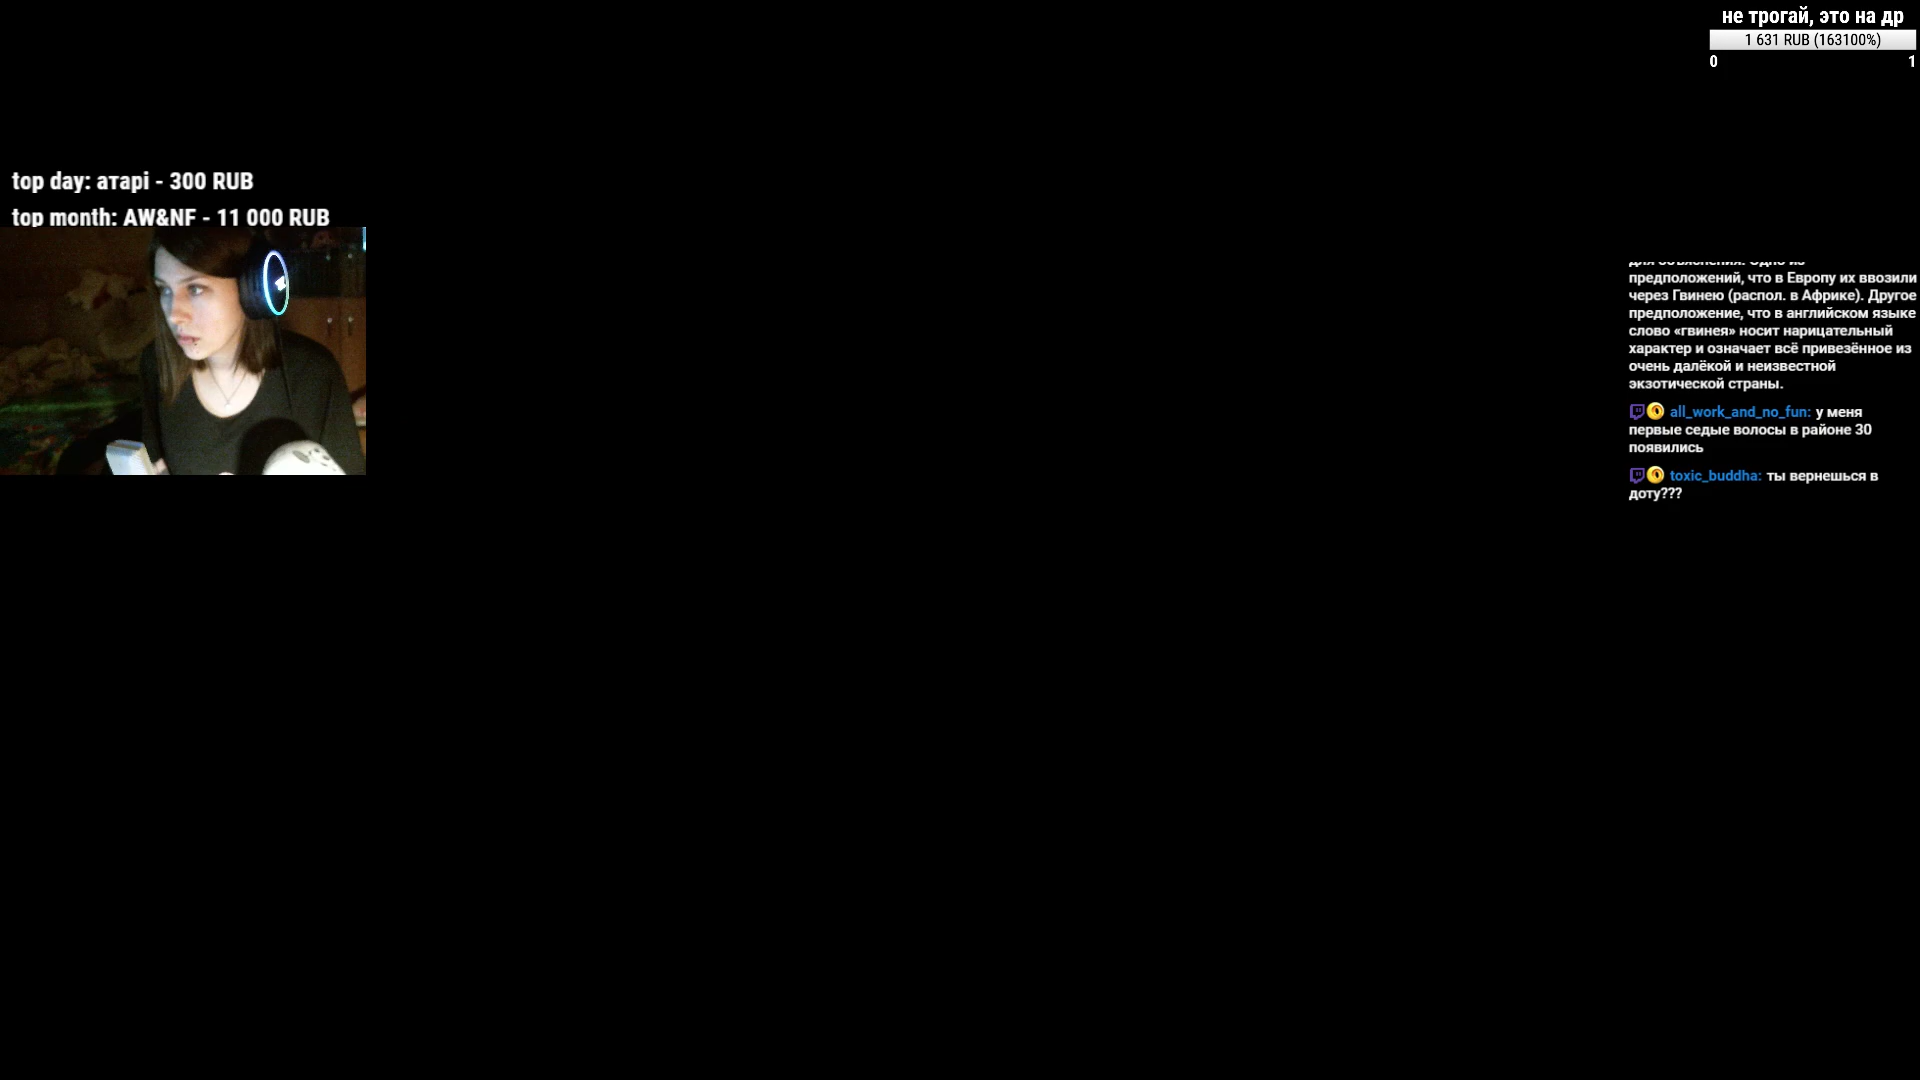 не трогай, это на др
1 631 RUB (163100%)
0 1
top day: атарі - 300 RUB
top month: AW&NF - 11 000 RUB
предположений, что в Европу их ввозили
через Гвинею (распол. в Африке). Другое
предположение, что в английском языке
слово «гвинея» носит нарицательный
характер и означает всё привезённое из
очень далёкой и неизвестной
экзотической страны.
all_work_and_no_fun: у меня
первые седые волосы в районе 30
появились
toxic_buddha: ты вернешься в
доту???